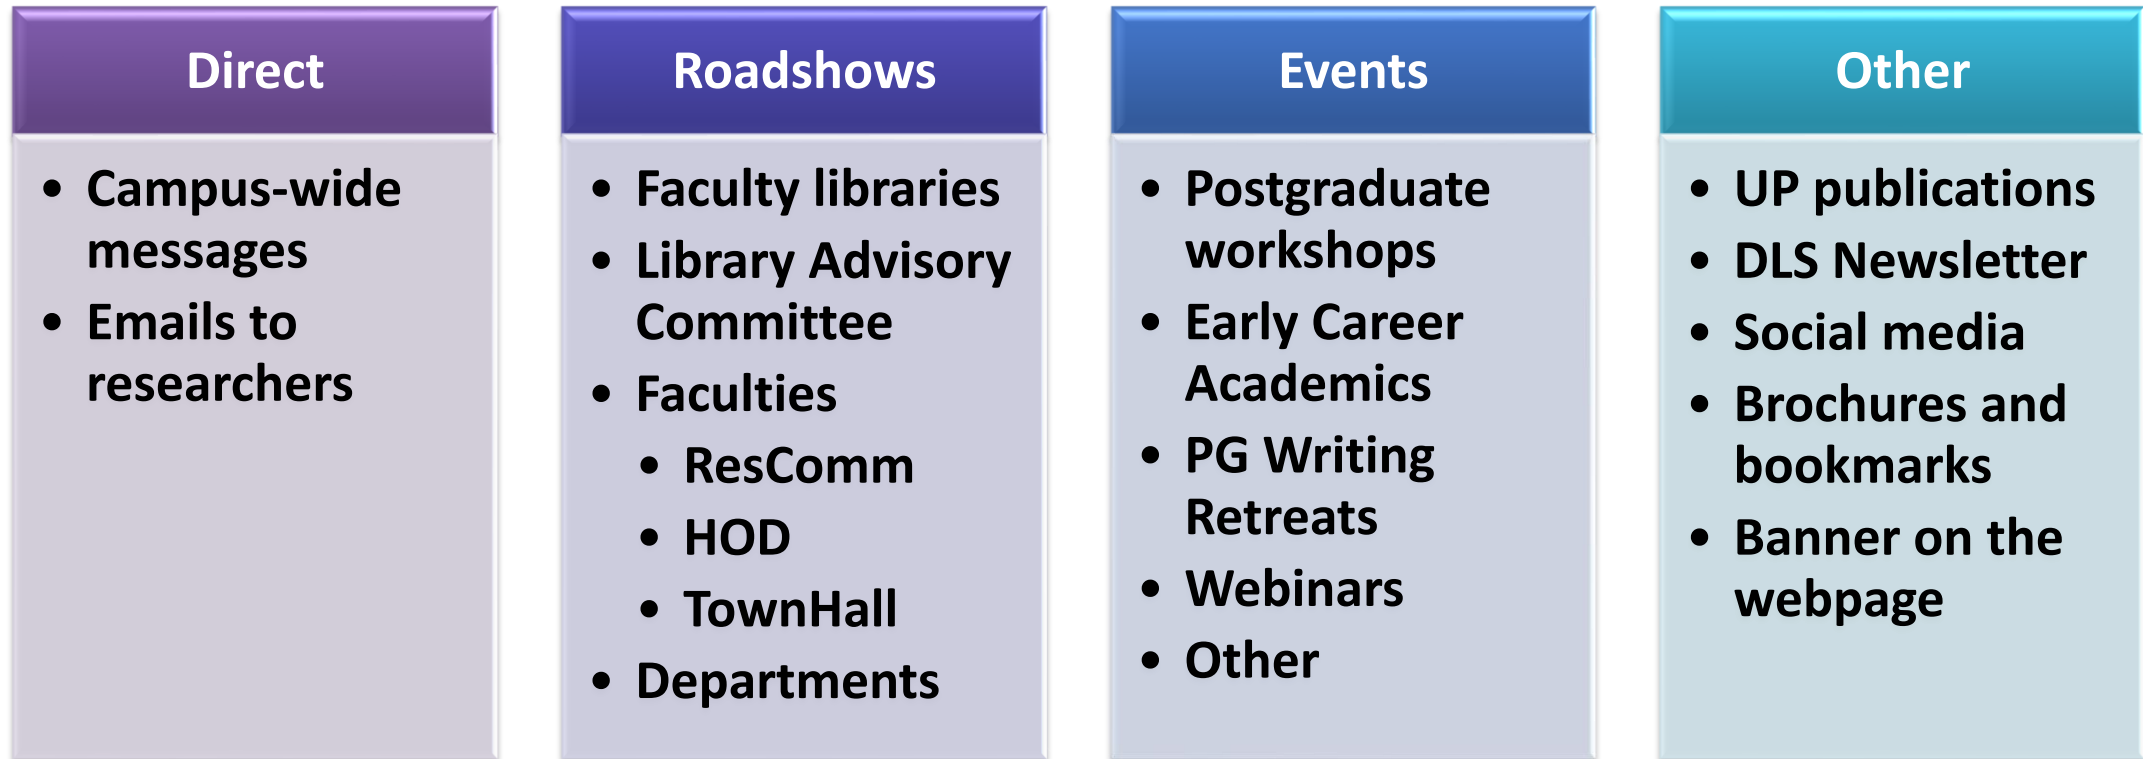 Direct
• Campus-wide
messages
• Emails to
researchers
Roadshows
• Faculty libraries
• Library Advisory
Committee
• Faculties
• ResComm
• HOD
• TownHall
• Departments
Events
• Postgraduate
workshops
• Early Career
Academics
• PG Writing
Retreats
• Webinars
• Other
Other
• UP publications
• DLS Newsletter
• Social media
• Brochures and
bookmarks
• Banner on the
webpage